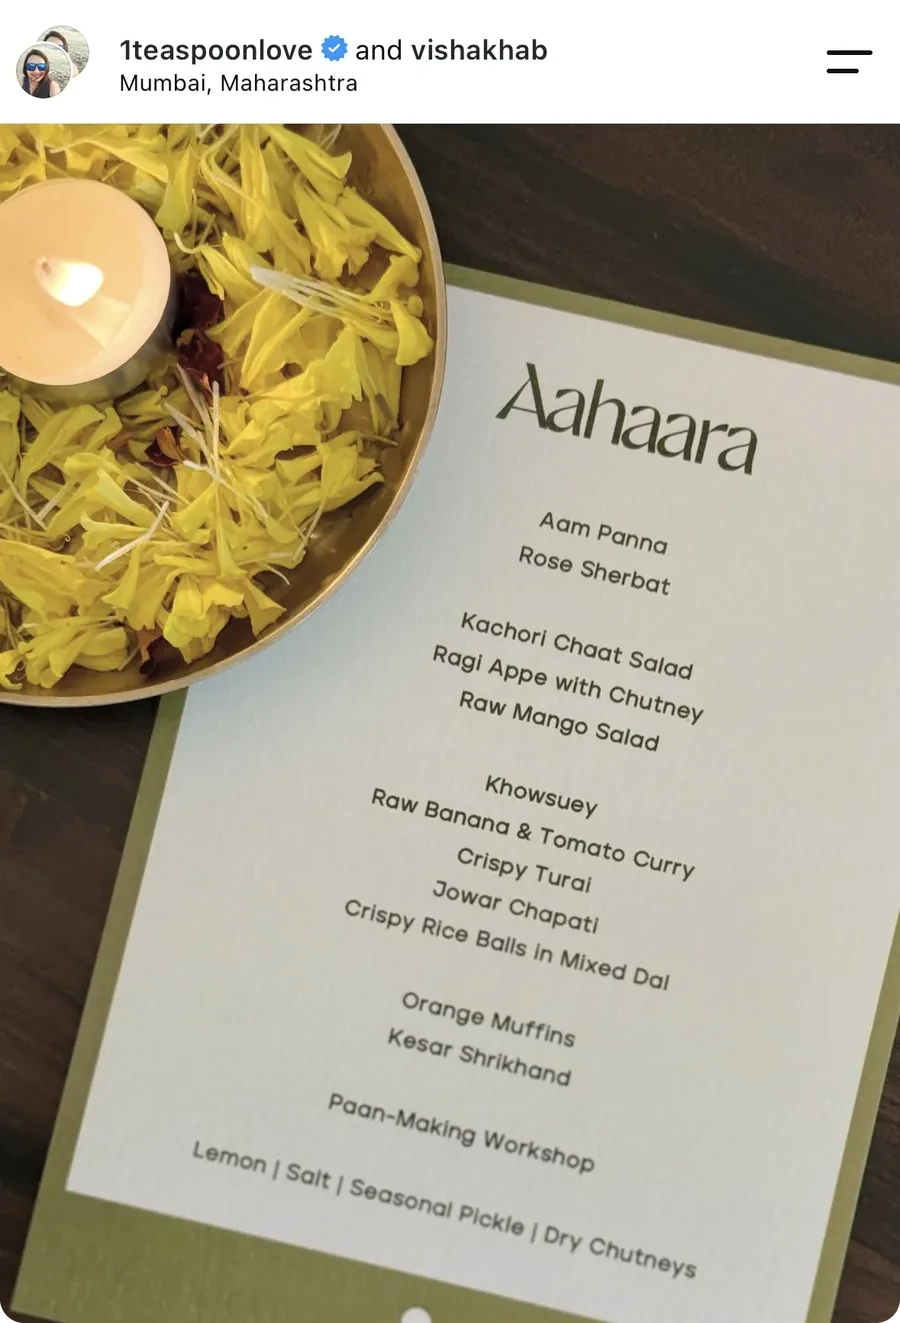 1teaspoonlove and vishakhab
Mumbai, Maharashtra
Aahaara
Aam Panna
Rose Sherbat
Kachori Chaat Salad
Ragi Appe with Chutney
Raw Mango Salad
Khowsuey
Raw Banana & Tomato Curry
Crispy Turai
Jowar Chapati
Crispy Rice Balls in Mixed Dal
Orange Muffins
Kesar Shrikhand
Paan-Making Workshop
Lemon | Salt | Seasonal Pickle | Dry Chutneys